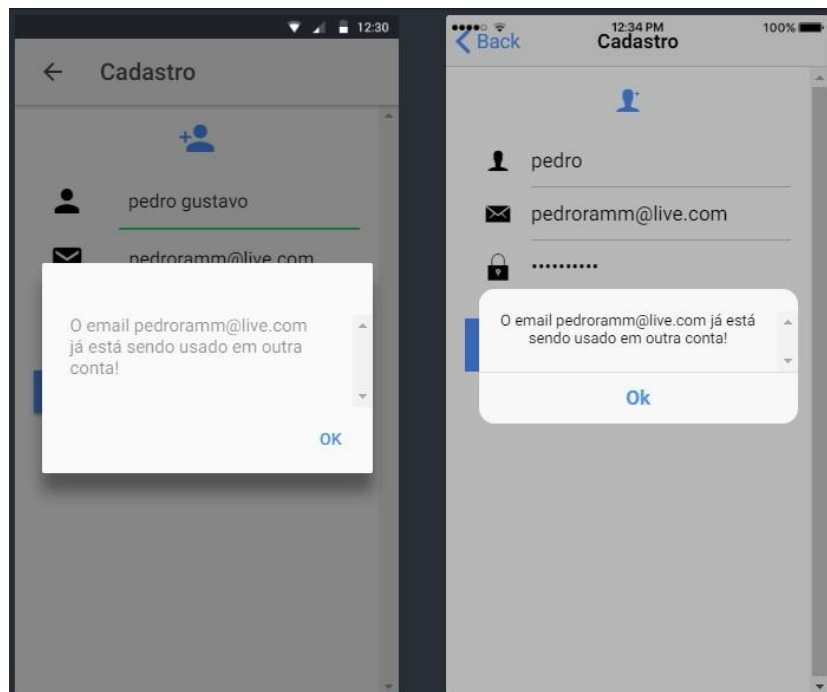 12:30
Cadastro
pedro gustavo
pedroramm@live.com
O email pedroramm@live.com
já está sendo usado em outra
conta!
OK
12:34 PM
100%
Back
Cadastro
pedro
pedroramm@live.com
O email pedroramm@live.com já está
sendo usado em outra conta!
Ok